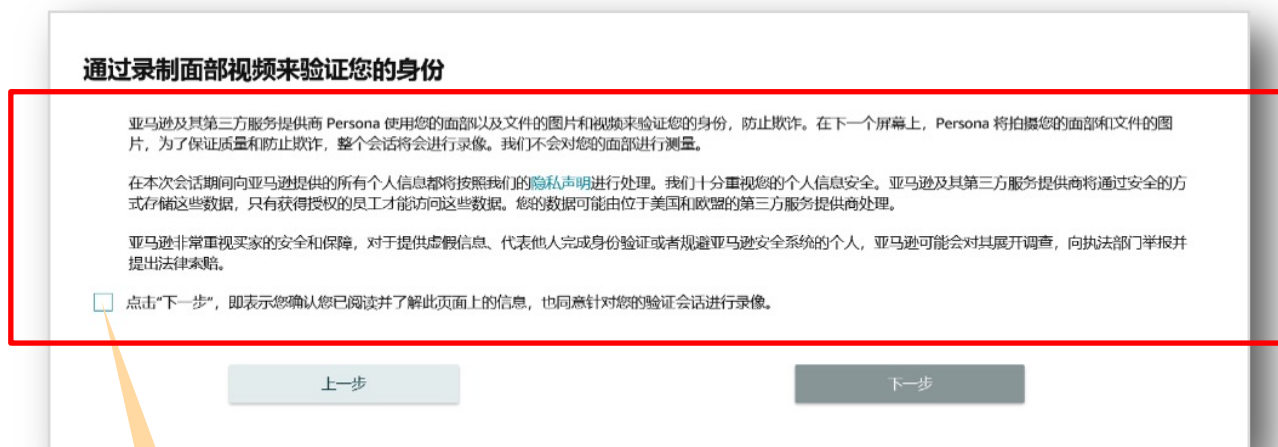 通过录制面部视频来验证您的身份
亚马逊及其第三方服务提供商 Persona 使用您的面部以及文件的图片和视频来验证您的身份，防止欺诈。在下一个屏幕上，Persona 将拍摄您的面部和文件的图
片，为了保证质量和防止欺诈，整个会话将会进行录像。我们不会对您的面部进行测量。
在本次会话期间向亚马逊提供的所有个人信息都将按照我们的隐私声明进行处理。我们十分重视您的个人信息安全。亚马逊及其第三方服务提供商将通过安全的方
式存储这些数据，只有获得授权的员工才能访问这些数据。您的数据可能由位于美国和欧盟的第三方服务提供商处理。
亚马逊非常重视买家的安全和保障，对于提供虚假信息、代表他人完成身份验证或者规避亚马逊安全系统的个人，亚马逊可能会对其展开调查，向执法部门举报并
提出法律索赔。
点击“下一步”，即表示您确认您已阅读并了解此页面上的信息，也同意针对您的验证会话进行录像。
上一步
下一步